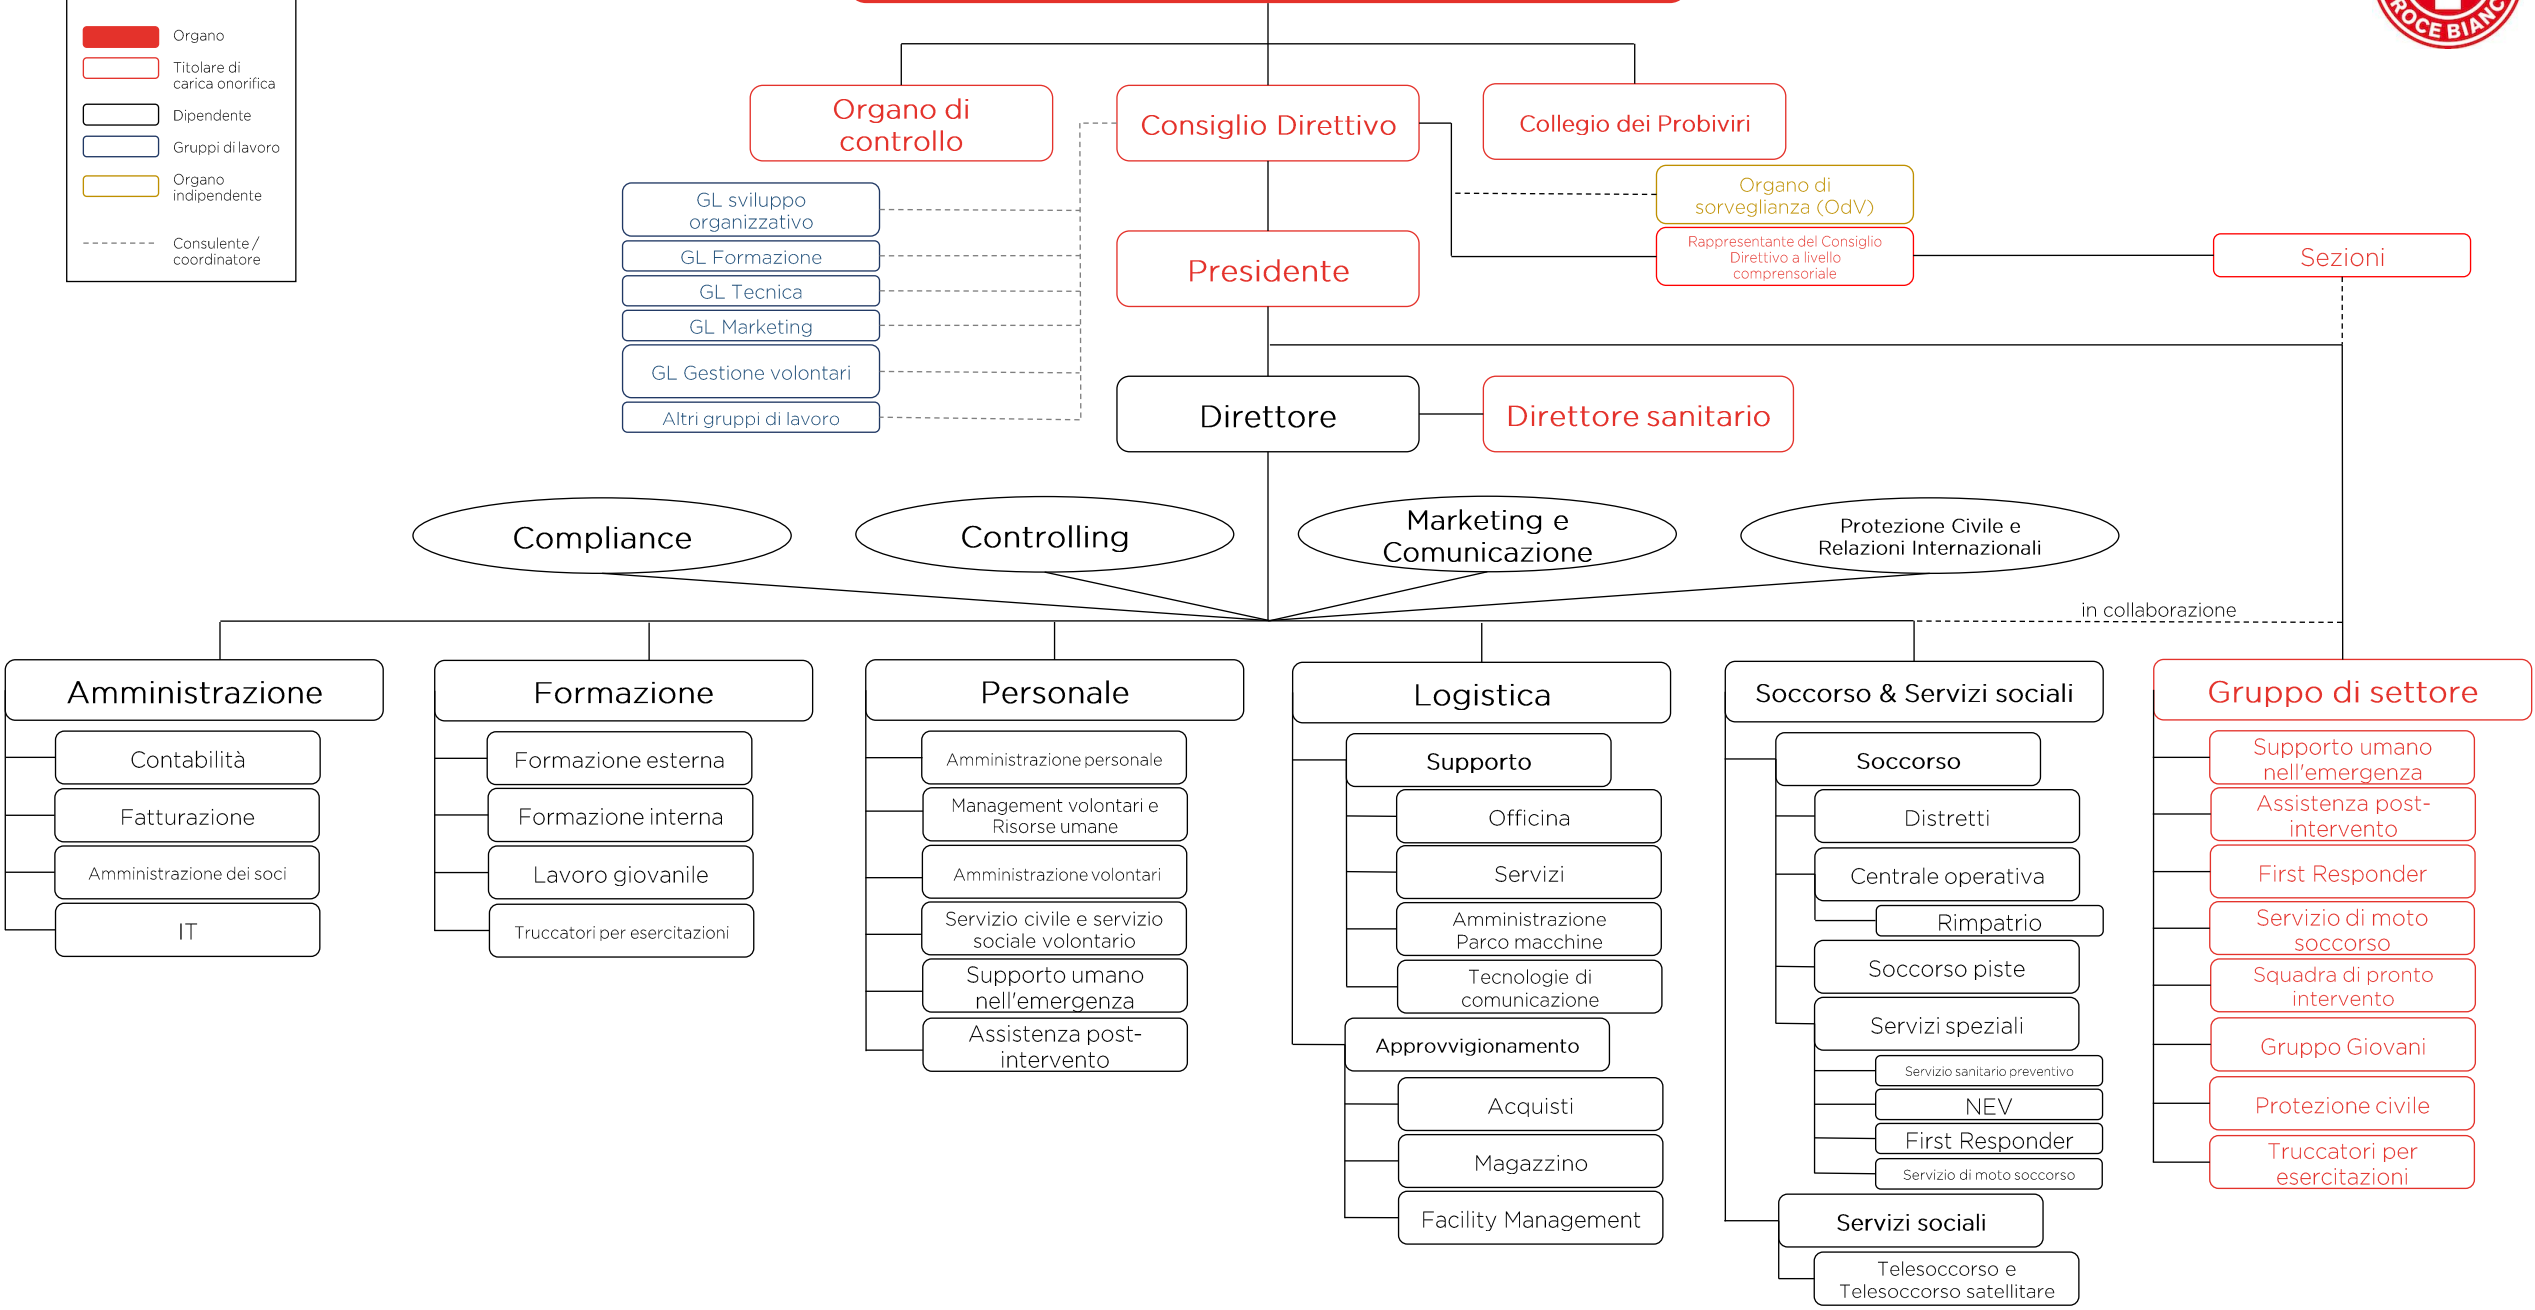 Organo
Titolare di
carica onorifica
Dipendente
Gruppi di lavoro
Organo
indipendente
Consulente /
coordinatore
CROCE BIANCA
Organo di
controllo
Consiglio Direttivo
Collegio dei Probiviri
GL sviluppo
organizzativo
GL Formazione
GL Tecnica
GL Marketing
GL Gestione volontari
Altri gruppi di lavoro
Organo di
sorveglianza (OdV)
Rappresentante del Consiglio
Direttivo a livello
comprensoriale
Sezioni
Presidente
Direttore
Direttore sanitario
Compliance
Controlling
Marketing e
Comunicazione
Protezione Civile e
Relazioni Internazionali
in collaborazione
Amministrazione
Contabilità
Fatturazione
Amministrazione dei soci
IT
Formazione
Formazione esterna
Formazione interna
Lavoro giovanile
Truccatori per esercitazioni
Personale
Amministrazione personale
Management volontari e
Risorse umane
Amministrazione volontari
Servizio civile e servizio
sociale volontario
Supporto umano
nell'emergenza
Assistenza post-
intervento
Logistica
Supporto
Officina
Servizi
Amministrazione
Parco macchine
Tecnologie di
comunicazione
Approvvigionamento
Acquisti
Magazzino
Facility Management
Soccorso & Servizi sociali
Soccorso
Distretti
Centrale operativa
Rimpatrio
Soccorso piste
Servizi speziali
Servizio sanitario preventivo
NEV
First Responder
Servizio di moto soccorso
Servizi sociali
Telesoccorso e
Telesoccorso satellitare
Gruppo di settore
Supporto umano
nell'emergenza
Assistenza post-
intervento
First Responder
Servizio di moto
soccorso
Squadra di pronto
intervento
Gruppo Giovani
Protezione civile
Truccatori per
esercitazioni